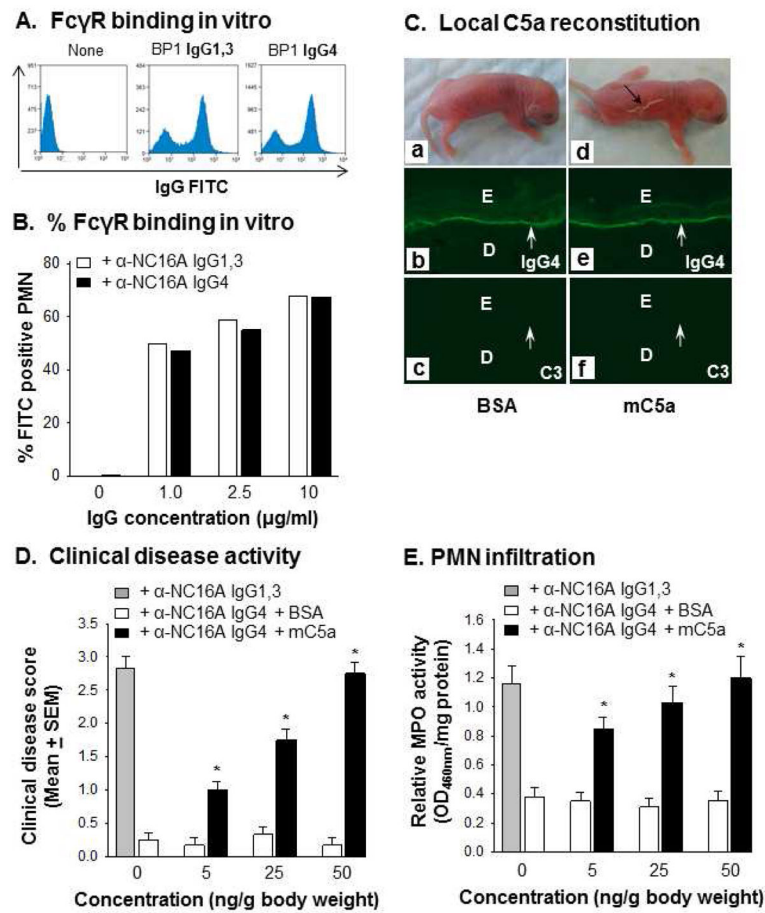 A. FcγR binding in vitro
None
BP1 IgG1,3
BP1 IgG4
IgG FITC
B. % FcγR binding in vitro
+ α-NC16A IgG1,3
+ α-NC16A IgG4
% FITC positive PMN
80
60
40
20
0
0 1.0 2.5 10
IgG concentration (µg/ml)
C. Local C5a reconstitution
a
d
E
D
IgG4
b
E
D
IgG4
e
E
D
C3
c
E
D
C3
f
BSA
mC5a
D. Clinical disease activity
+ α-NC16A IgG1,3
+ α-NC16A IgG4 + BSA
+ α-NC16A IgG4 + mC5a
Clinical disease score
(Mean ± SEM)
3.5
3.0
2.5
2.0
1.5
1.0
0.5
0.0
*
*
*
0 5 25 50
Concentration (ng/g body weight)
E. PMN infiltration
+ α-NC16A IgG1,3
+ α-NC16A IgG4 + BSA
+ α-NC16A IgG4 + mC5a
Relative MPO activity
(OD460nm/mg protein)
1.6
1.4
1.2
1.0
0.8
0.6
0.4
0.2
0.0
*
*
*
0 5 25 50
Concentration (ng/g body weight)